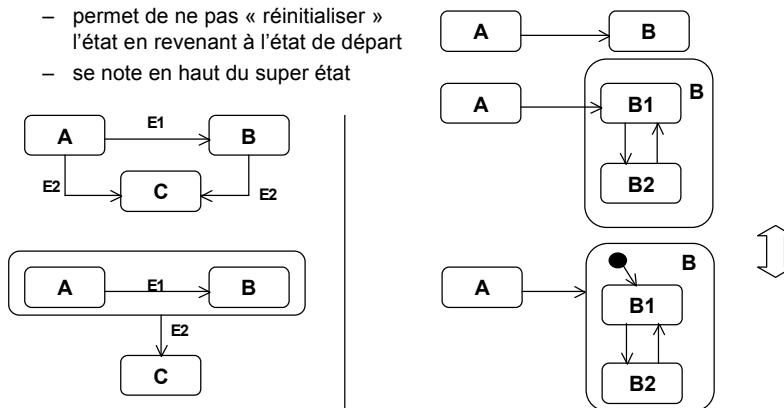 – permet de ne pas « réinitialiser »
l'état en revenant à l'état de départ
– se note en haut du super état
A
E1
B
E2
C
E2
A
E1
B
E2
C
A
B
A
B1
B
B2
A
B
B1
B2